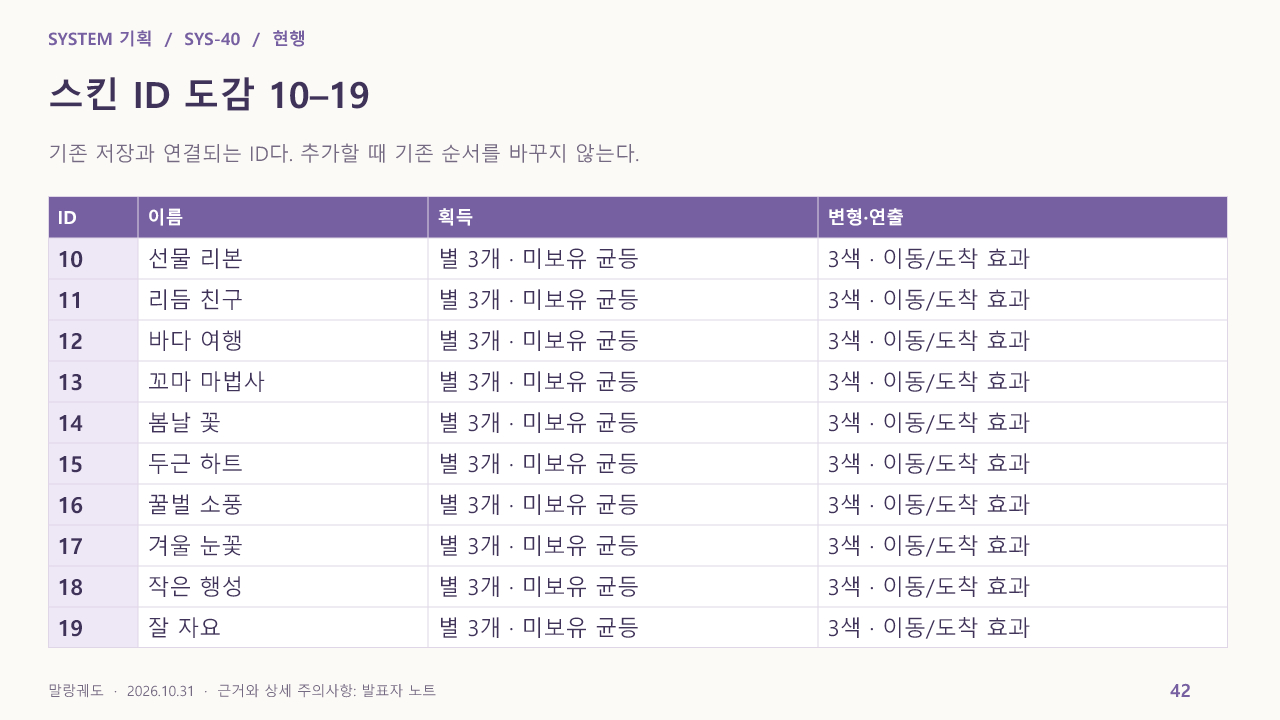 SYSTEM 기획 / SYS-40 / 현행
스킨 ID 도감 10–19
기존 저장과 연결되는 ID다. 추가할 때 기존 순서를 바꾸지 않는다.
ID 이름 획득 변형·연출
10 선물 리본 별 3개 · 미보유 균등 3색 · 이동/도착 효과
11 리듬 친구 별 3개 · 미보유 균등 3색 · 이동/도착 효과
12 바다 여행 별 3개 · 미보유 균등 3색 · 이동/도착 효과
13 꼬마 마법사 별 3개 · 미보유 균등 3색 · 이동/도착 효과
14 봄날 꽃 별 3개 · 미보유 균등 3색 · 이동/도착 효과
15 두근 하트 별 3개 · 미보유 균등 3색 · 이동/도착 효과
16 꿀벌 소풍 별 3개 · 미보유 균등 3색 · 이동/도착 효과
17 겨울 눈꽃 별 3개 · 미보유 균등 3색 · 이동/도착 효과
18 작은 행성 별 3개 · 미보유 균등 3색 · 이동/도착 효과
19 잘 자요 별 3개 · 미보유 균등 3색 · 이동/도착 효과
말랑궤도 · 2026.10.31 · 근거와 상세 주의사항: 발표자 노트 42